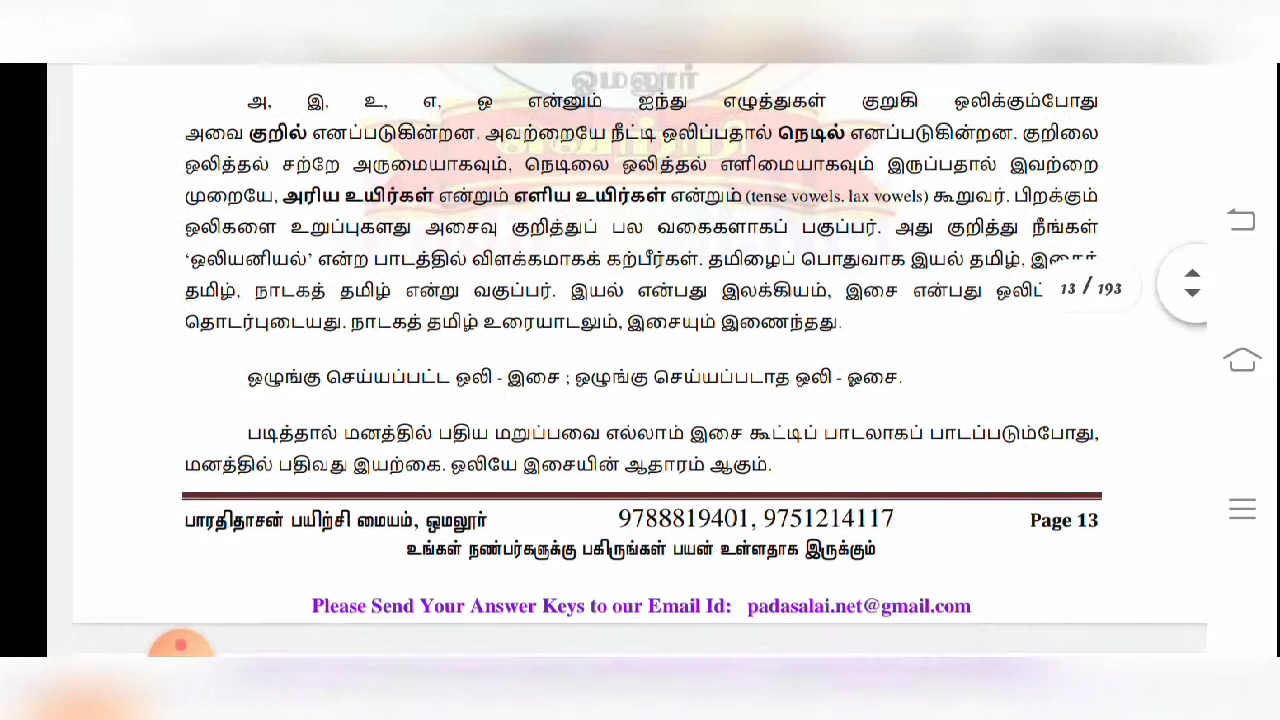 ஓமலூர்
அ, இ, உ, எ, ஒ என்னும் ஐந்து எழுத்துகள் குறுகி ஒலிக்கும்போது
அவை குறில் எனப்படுகின்றன. அவற்றையே நீட்டி ஒலிப்பதால் நெடில் எனப்படுகின்றன. குறிலை
ஒலித்தல் சற்றே அருமையாகவும், நெடிலை ஒலித்தல் எளிமையாகவும் இருப்பதால் இவற்றை
முறையே, அரிய உயிர்கள் என்றும் எளிய உயிர்கள் என்றும் (tense vowels. lax vowels) கூறுவர். பிறக்கும்
ஒலிகளை உறுப்புகளது அசைவு குறித்துப் பல வகைகளாகப் பகுப்பர். அது குறித்து நீங்கள்
‘ஒலியனியல்’ என்ற பாடத்தில் விளக்கமாகக் கற்பீர்கள். தமிழைப் பொதுவாக இயல் தமிழ்,
தமிழ், நாடகத் தமிழ் என்று வகுப்பர். இயல் என்பது இலக்கியம், இசை என்பது 13 / 193
தொடர்புடையது. நாடகத் தமிழ் உரையாடலும், இசையும் இணைந்தது.
ஒழுங்கு செய்யப்பட்ட ஒலி - இசை ; ஒழுங்கு செய்யப்படாத ஒலி - ஓசை.
படித்தால் மனத்தில் பதிய மறுப்பவை எல்லாம் இசை கூட்டிப் பாடலாகப் பாடப்படும்போது,
மனத்தில் பதிவது இயற்கை. ஒலியே இசையின் ஆதாரம் ஆகும்.
பாரதிதாசன் பயிற்சி மையம், ஓமலூர் 9788819401, 9751214117 Page 13
உங்கள் நண்பர்களுக்கு பகிருங்கள் பயன் உள்ளதாக இருக்கும்
Please Send Your Answer Keys to our Email Id: padasalai.net@gmail.com